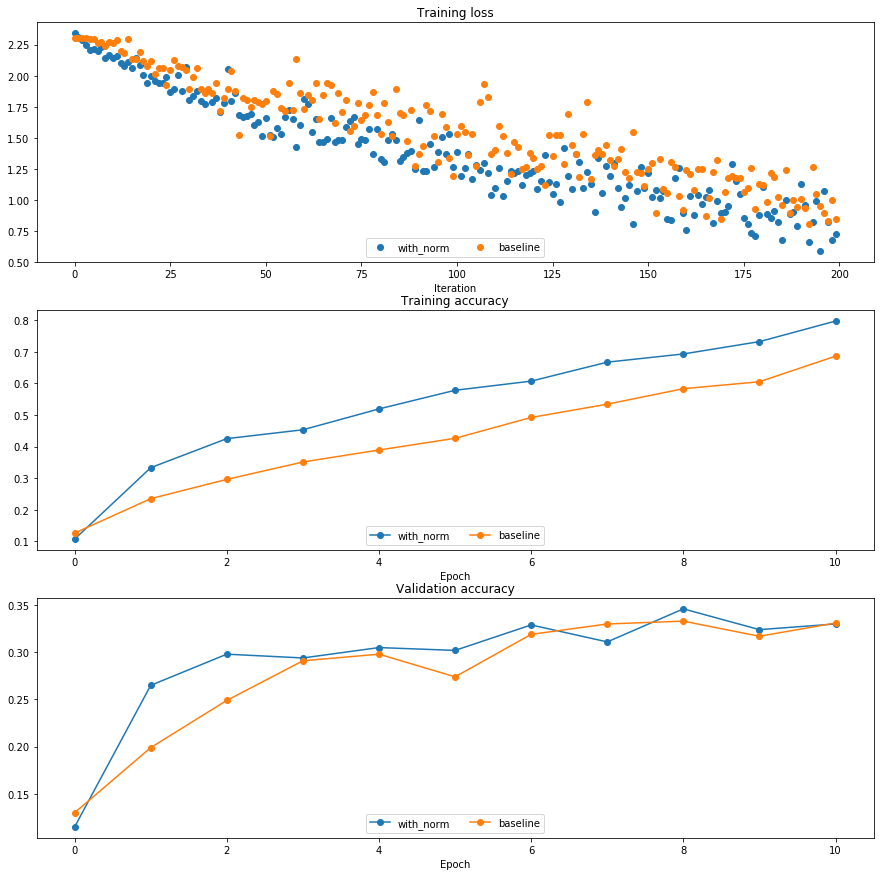 Training loss
2.25
2.00
1.75
1.50
1.25
1.00
0.75
0.50
with_norm baseline
0 25 50 75 100 125 150 175 200
Iteration
Training accuracy
0.8
0.7
0.6
0.5
0.4
0.3
0.2
0.1
with_norm baseline
0 2 4 6 8 10
Epoch
Validation accuracy
0.35
0.30
0.25
0.20
0.15
with_norm baseline
0 2 4 6 8 10
Epoch